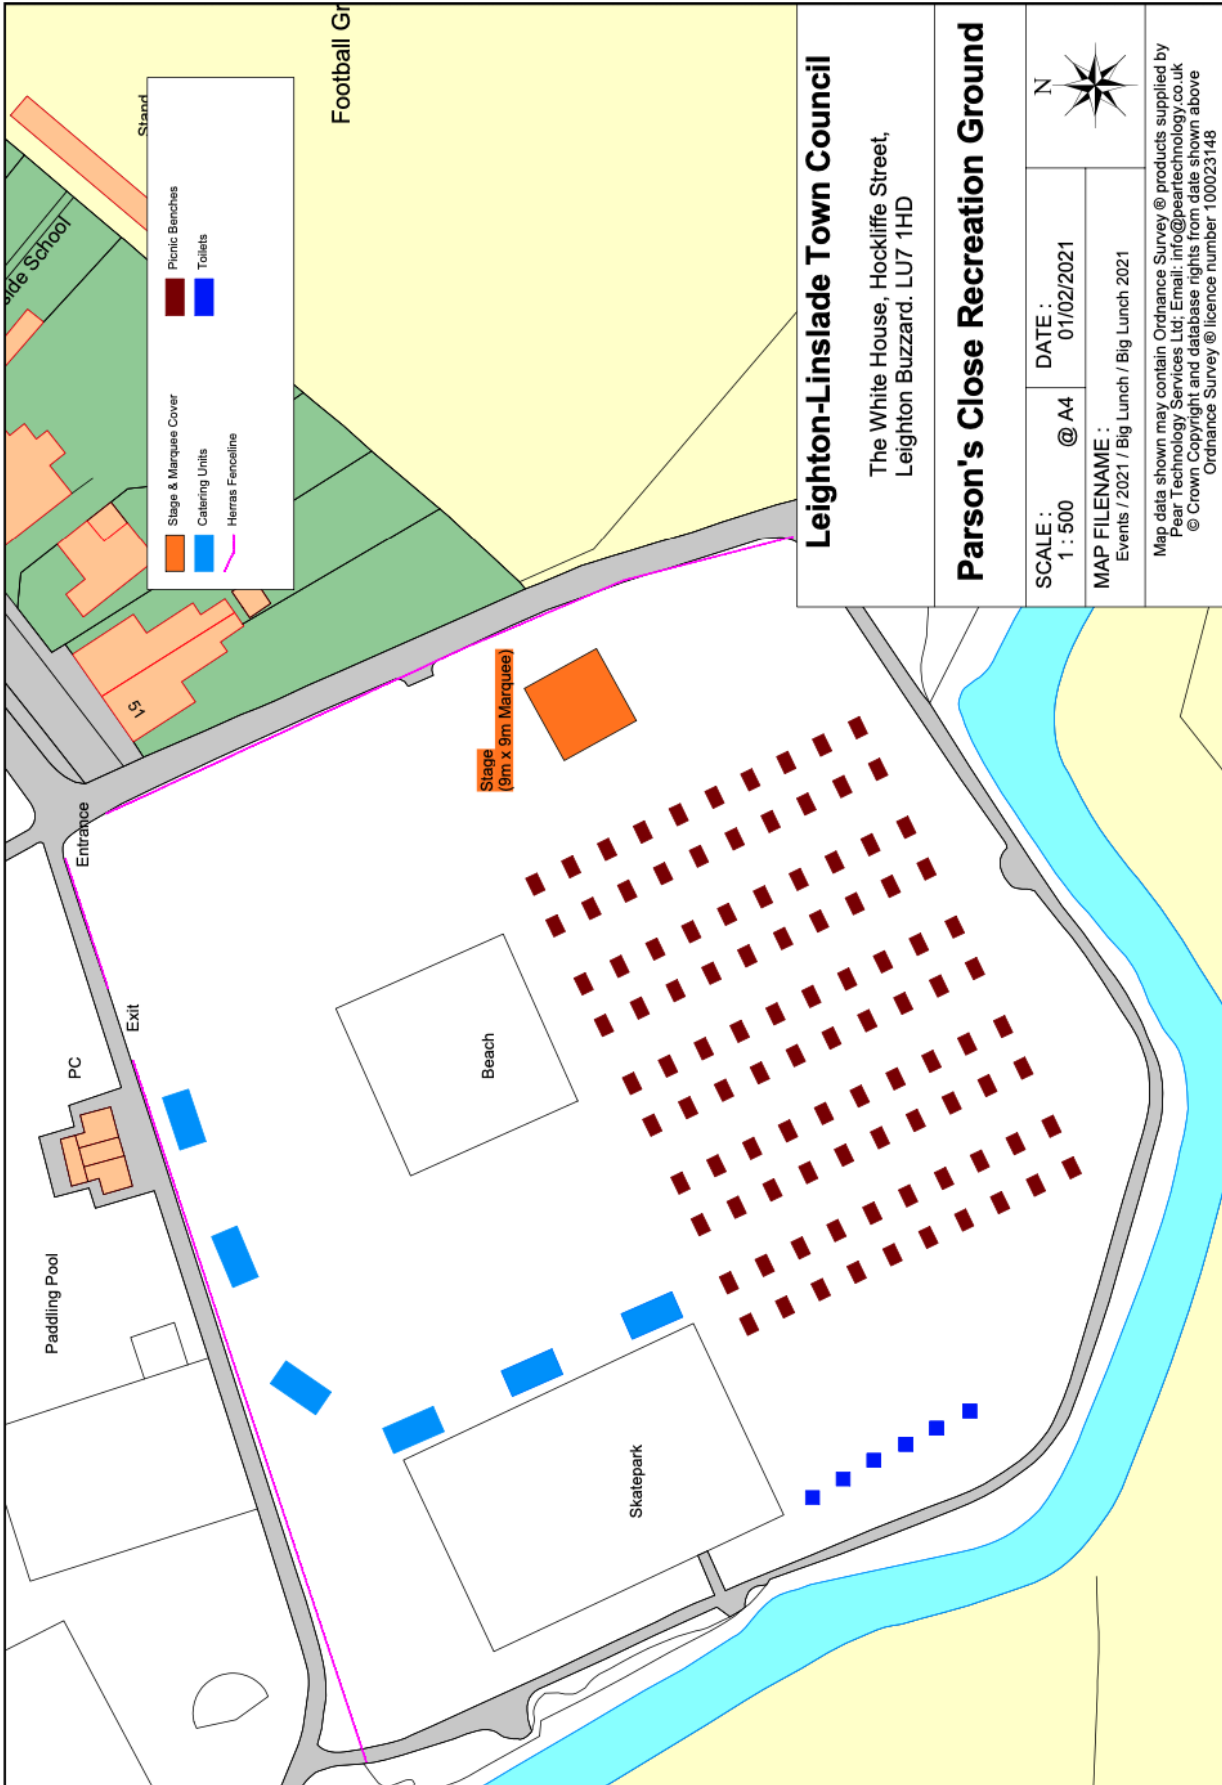 side School
Stand
Football Gr
51
Stage & Marquee Cover
Catering Units
Herras Fenceline
Picnic Benches
Toilets
Stage
(9m x 9m Marquee)
Entrance
Exit
PC
Paddling Pool
Beach
Skatepark
Leighton-Linslade Town Council
The White House, Hockliffe Street,
Leighton Buzzard. LU7 1HD
Parson's Close Recreation Ground
SCALE :
1 : 500 @ A4
DATE :
01/02/2021
N
MAP FILENAME :
Events / 2021 / Big Lunch / Big Lunch 2021
Map data shown may contain Ordnance Survey ® products supplied by
Pear Technology Services Ltd; Email: info@peartechnology.co.uk
© Crown Copyright and database rights from date shown above
Ordnance Survey ® licence number 100023148